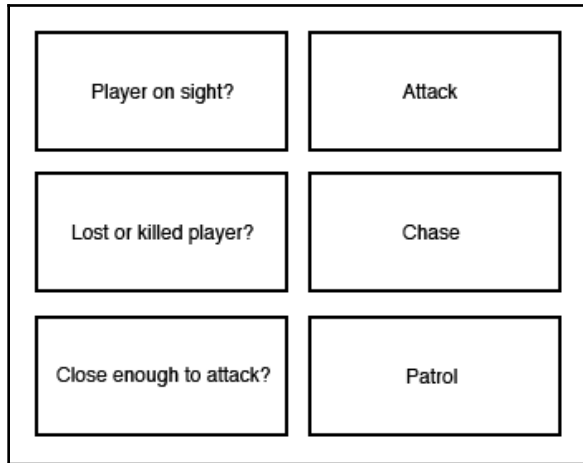 Player on sight?
Attack
Lost or killed player?
Chase
Close enough to attack?
Patrol